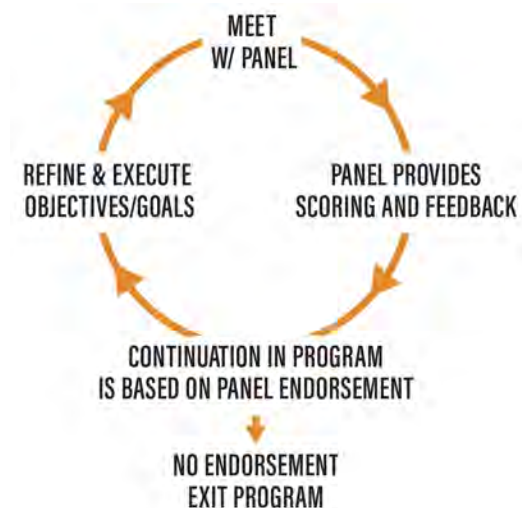 MEET
W/ PANEL
PANEL PROVIDES
SCORING AND FEEDBACK
CONTINUATION IN PROGRAM
IS BASED ON PANEL ENDORSEMENT
NO ENDORSEMENT
EXIT PROGRAM
REFINE & EXECUTE
OBJECTIVES/GOALS